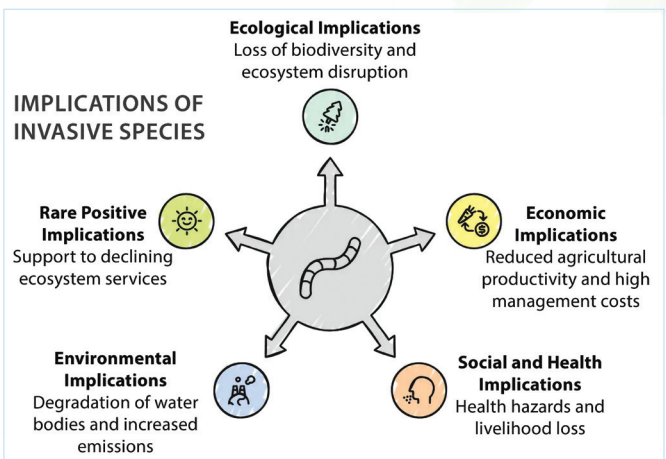 IMPLICATIONS OF
INVASIVE SPECIES
Ecological Implications
Loss of biodiversity and
ecosystem disruption
Rare Positive
Implications
Support to declining
ecosystem services
Economic
Implications
Reduced agricultural
productivity and high
management costs
Environmental
Implications
Degradation of water
bodies and increased
emissions
Social and Health
Implications
Health hazards and
livelihood loss
$